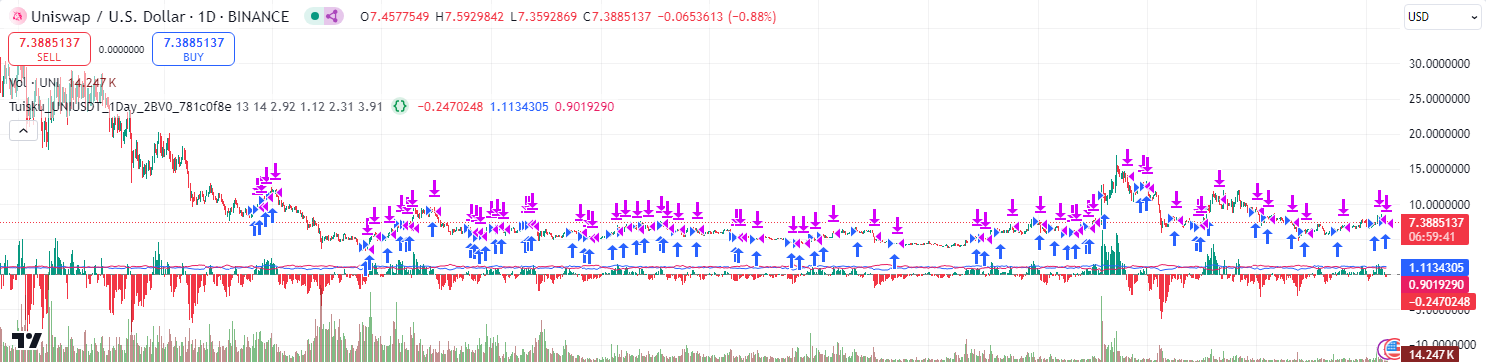 Uniswap / U.S. Dollar · 1D · BINANCE O7.4577549 H7.5929842 L7.3592869 C7.3885137 −0.0653613 (−0.88%)
USD
7.3885137 0.0000000 7.3885137
SELL BUY
Vol · UNI 14.247 K
Tuisku_UNIUSDT_1Day_2BV0_781c0f8e 13 14 2.92 1.12 2.31 3.91 {} −0.2470248 1.1134305 0.9019290
30.0000000
25.0000000
20.0000000
15.0000000
10.0000000
7.3885137
06:59:41
1.1134305
0.9019290
−0.2470248
−10.0000000
14.247 K